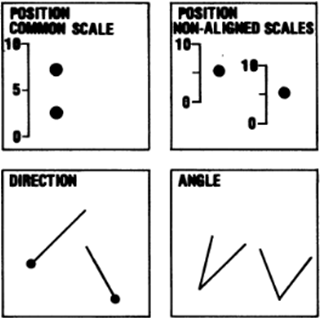 POSITION
COMMON SCALE
10
5
0
POSITION
NON-ALIGNED SCALES
10
0
10
0
DIRECTION
ANGLE